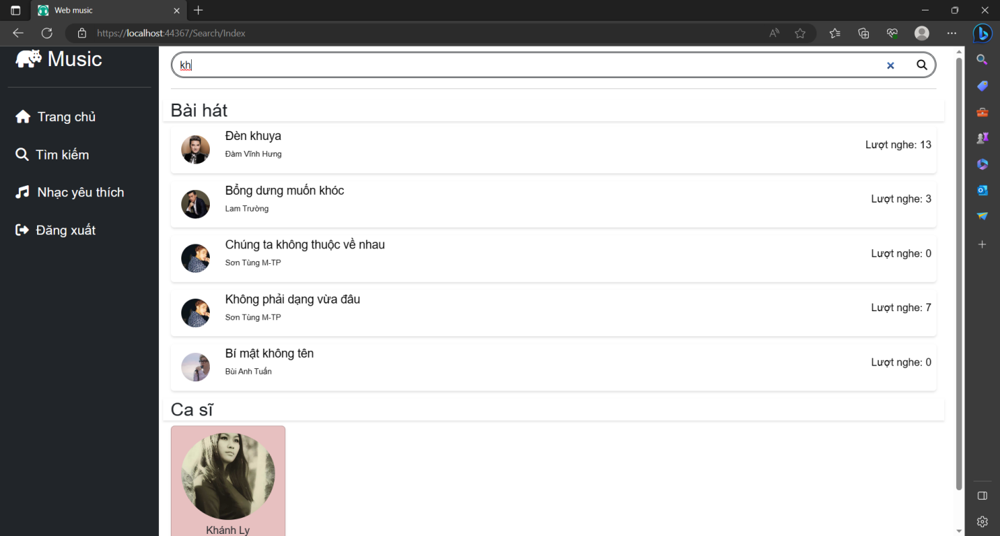 Web music
https://localhost:44367/Search/Index
Music
Trang chủ
Tìm kiếm
Nhạc yêu thích
Đăng xuất
kh
Bài hát
Đèn khuya
Đàm Vĩnh Hưng
Lượt nghe: 13
Bổng dưng muốn khóc
Lam Trường
Lượt nghe: 3
Chúng ta không thuộc về nhau
Sơn Tùng M-TP
Lượt nghe: 0
Không phải dạng vừa đâu
Sơn Tùng M-TP
Lượt nghe: 7
Bí mật không tên
Bùi Anh Tuấn
Lượt nghe: 0
Ca sĩ
Khánh Ly